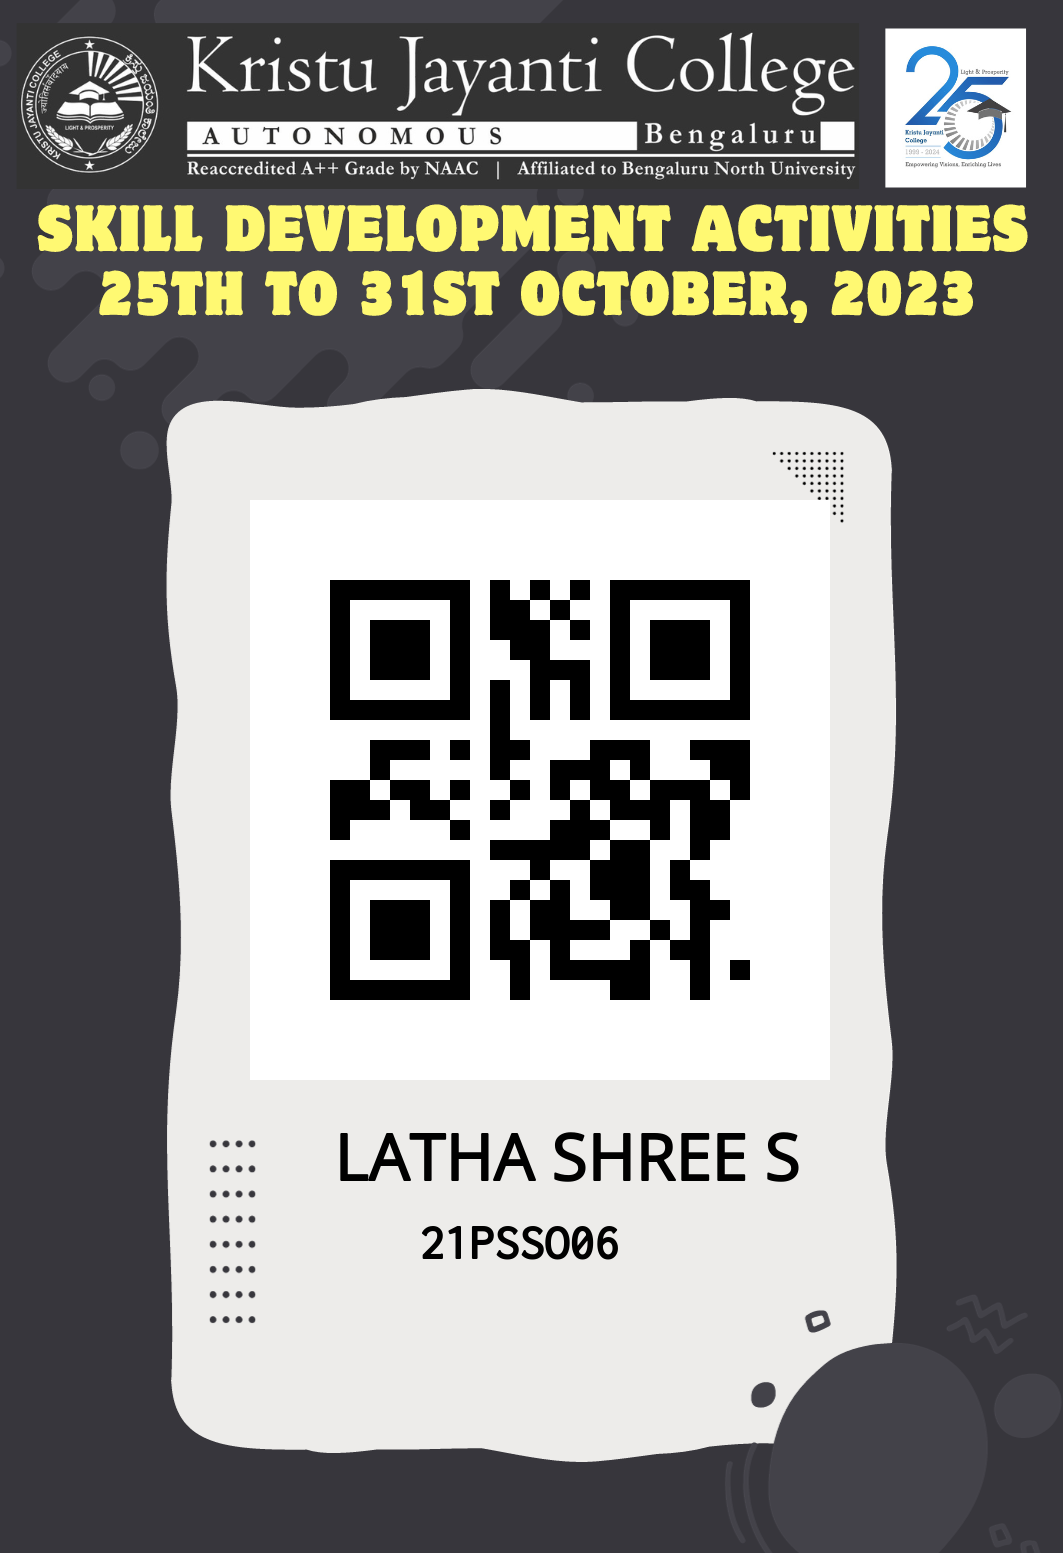 Kristu Jayanti College
AUTONOMOUS Bengaluru
Reaccredited A++ Grade by NAAC | Affiliated to Bengaluru North University
KRISTU JAYANTI COLLEGE
LIGHT & PROSPERITY
25
Light & Prosperity
Kristu Jayanti
College
1999 - 2024
Empowering Visions, Enriching Lives
SKILL DEVELOPMENT ACTIVITIES
25TH TO 31ST OCTOBER, 2023
LATHA SHREE S
21PSSO06